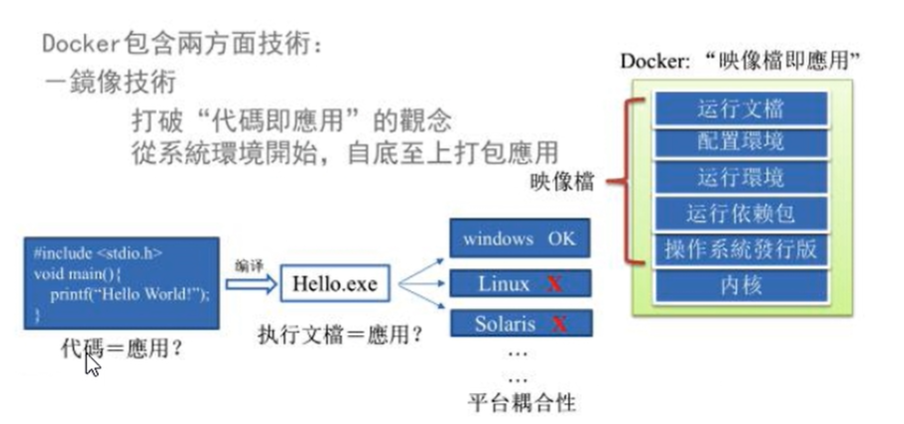 Docker包含兩方面技術：
－鏡像技術
打破“代碼即應用”的觀念
從系統環境開始，自底至上打包應用
Docker: “映像檔即應用”
运行文檔
配置環境
运行環境
运行依赖包
操作系統發行版
内核
映像檔
#include <stdio.h>
void main(){
printf(“Hello World!”);
}
代碼＝應用？
编译
Hello.exe
执行文檔＝應用？
windows OK
Linux X
Solaris X
...
...
平台耦合性